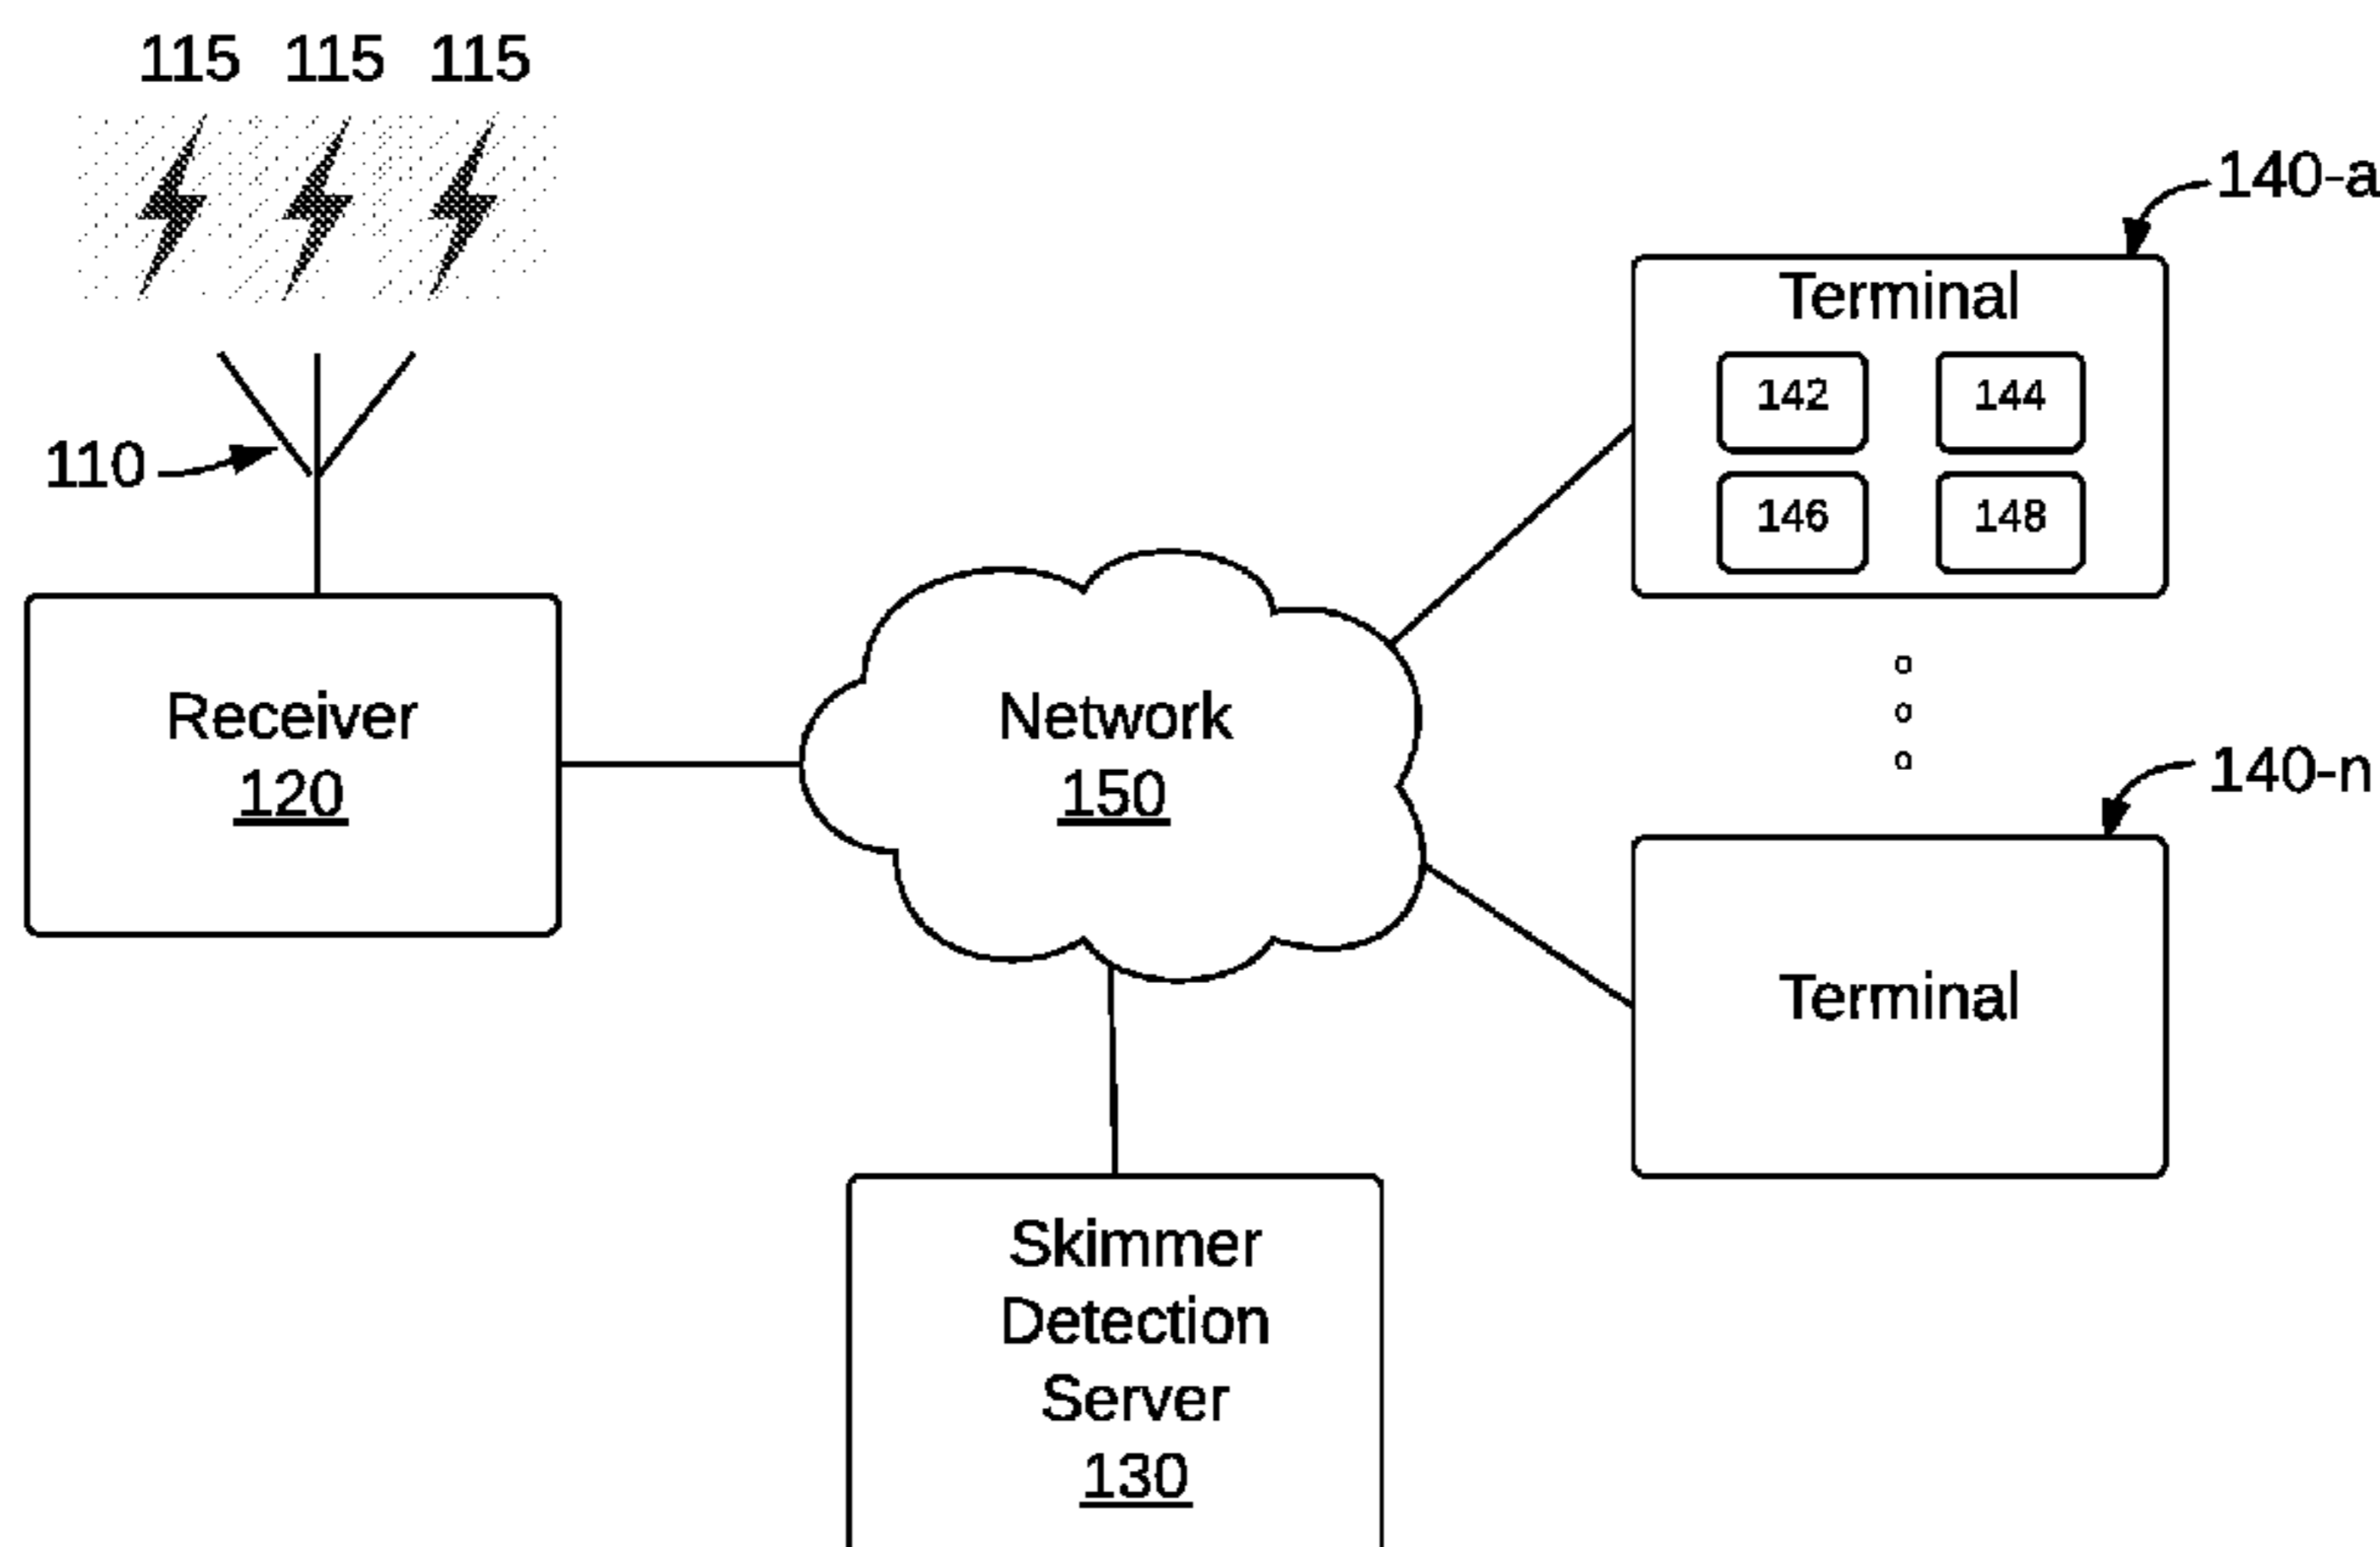 115 115 115
140-a
Terminal
142 144
146 148
110
Receiver
120
Network
150
140-n
Terminal
Skimmer
Detection
Server
130